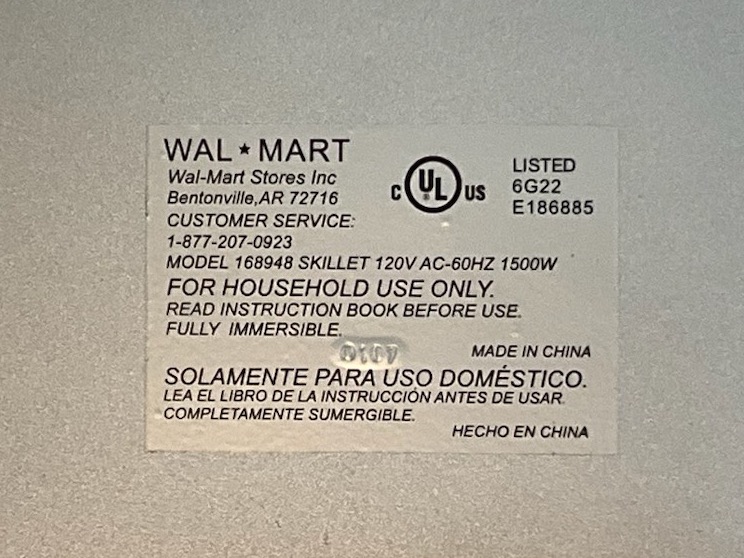 WAL★MART
Wal-Mart Stores Inc
Bentonville,AR 72716
CUSTOMER SERVICE:
1-877-207-0923
MODEL 168948 SKILLET 120V AC-60HZ 1500W
C UL ® US
LISTED
6G22
E186885
FOR HOUSEHOLD USE ONLY.
READ INSTRUCTION BOOK BEFORE USE.
FULLY IMMERSIBLE.
0107
MADE IN CHINA
SOLAMENTE PARA USO DOMÉSTICO.
LEA EL LIBRO DE LA INSTRUCCIÓN ANTES DE USAR.
COMPLETAMENTE SUMERGIBLE.
HECHO EN CHINA